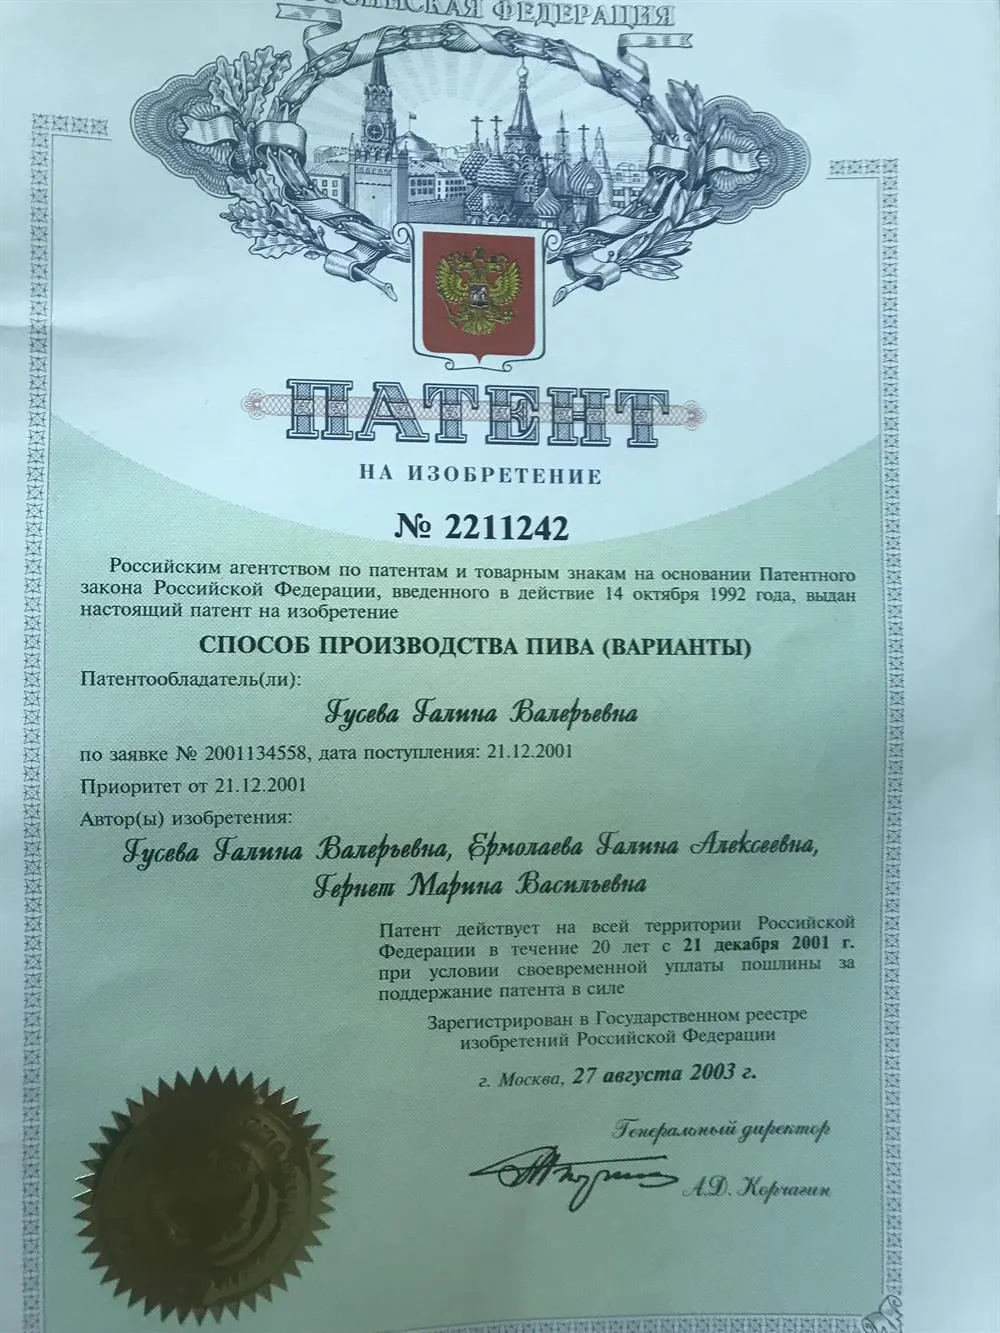 РОССИЙСКАЯ ФЕДЕРАЦИЯ
ПАТЕНТ
НА ИЗОБРЕТЕНИЕ
№ 2211242
Российским агентством по патентам и товарным знакам на основании Патентного
закона Российской Федерации, введенного в действие 14 октября 1992 года, выдан
настоящий патент на изобретение
СПОСОБ ПРОИЗВОДСТВА ПИВА (ВАРИАНТЫ)
Патентообладатель(ли):
Гусева Галина Валерьевна
по заявке № 2001134558, дата поступления: 21.12.2001
Приоритет от 21.12.2001
Автор(ы) изобретения:
Гусева Галина Валерьевна, Ермолаева Галина Алексеевна,
Гернет Марина Васильевна
Патент действует на всей территории Российской
Федерации в течение 20 лет с 21 декабря 2001 г.
при условии своевременной уплаты пошлины за
поддержание патента в силе
Зарегистрирован в Государственном реестре
изобретений Российской Федерации
г. Москва, 27 августа 2003 г.
Генеральный директор
А.Д. Корчагин